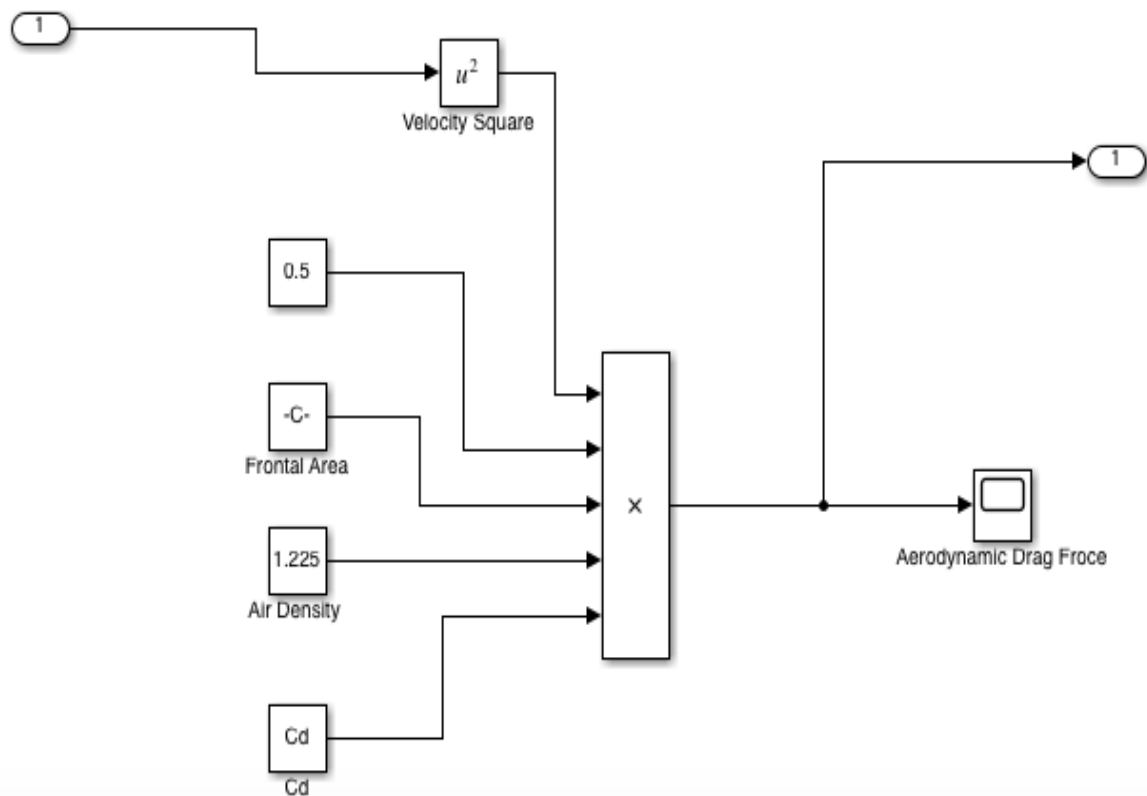 1
u²
Velocity Square
1
0.5
-C-
Frontal Area
×
Aerodynamic Drag Froce
1.225
Air Density
Cd
Cd